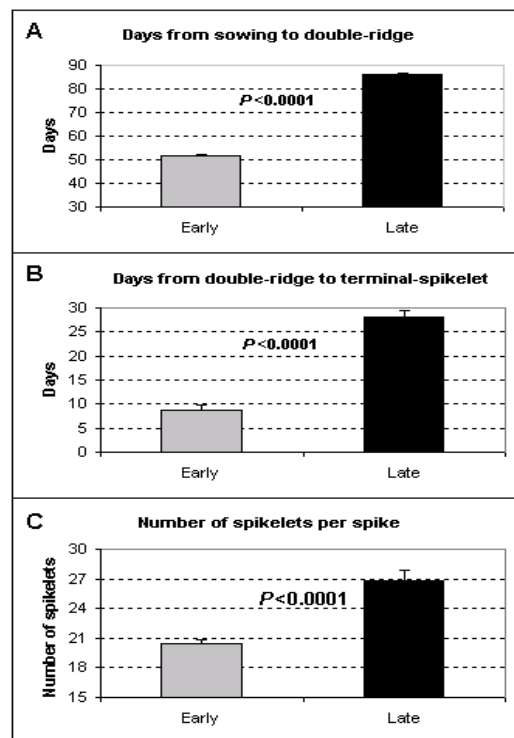 A
Days from sowing to double-ridge
90
80
70
60
50
40
30
Days
P<0.0001
Early Late
B
Days from double-ridge to terminal-spikelet
30
25
20
15
10
5
0
Days
P<0.0001
Early Late
C
Number of spikelets per spike
30
27
24
21
18
15
Number of spikelets
P<0.0001
Early Late